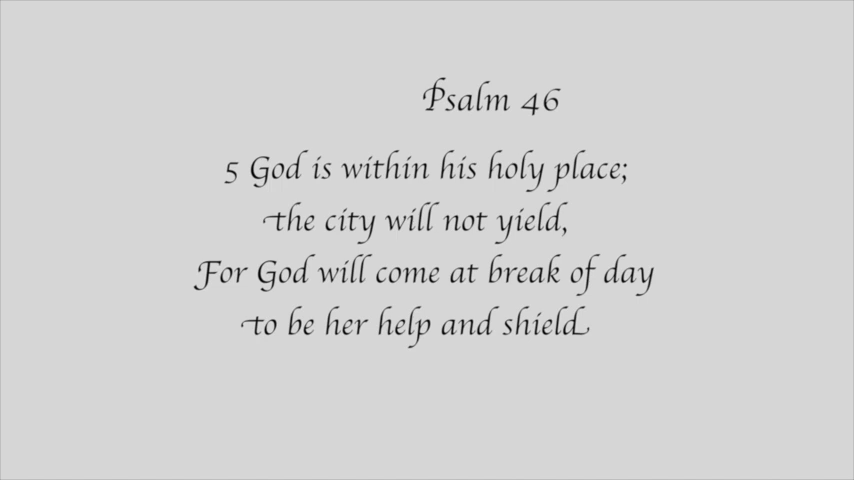 Psalm 46
5 God is within his holy place;
the city will not yield,
For God will come at break of day
to be her help and shield